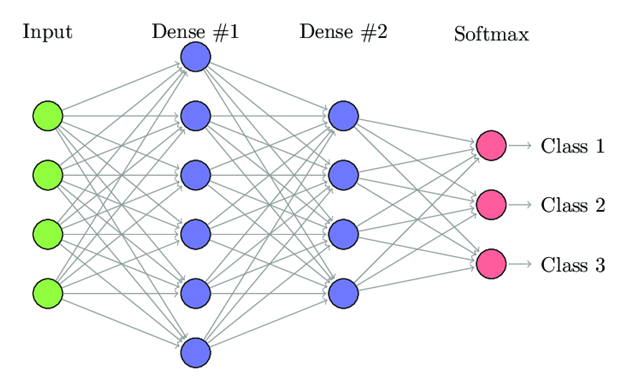 Input
Dense #1
Dense #2
Softmax
Class 1
Class 2
Class 3